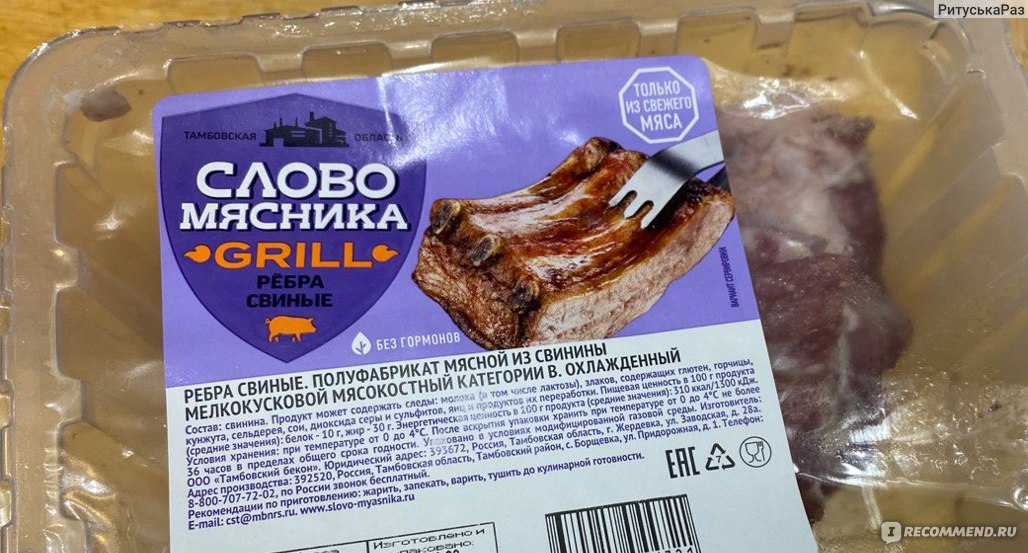 РитуськаРаз
ТАМБОВСКАЯ ОБЛАСТЬ
СЛОВО
МЯСНИКА
GRILL
РЁБРА
СВИНЫЕ
ТОЛЬКО
ИЗ СВЕЖЕГО
МЯСА
ВАРИАНТ СЕРВИРОВКИ
БЕЗ ГОРМОНОВ
РЕБРА СВИНЫЕ. ПОЛУФАБРИКАТ МЯСНОЙ ИЗ СВИНИНЫ
МЕЛКОКУСКОВОЙ МЯСОКОСТНЫЙ КАТЕГОРИИ В. ОХЛАЖДЕННЫЙ
Состав: свинина. Продукт может содержать следы: молока (в том числе лактозы), злаков, содержащих глютен, горчицы,
кунжута, сельдерея, сои, диоксида серы и сульфитов, яиц и продуктов их переработки. Пищевая ценность в 100 г продукта
(средние значения): белок - 10 г, жир - 30 г. Энергетическая ценность в 100 г продукта (средние значения): 310 ккал/1300 кДж.
Условия хранения: при температуре от 0 до 4°С. После вскрытия упаковки хранить при температуре от 0 до 4°С не более
36 часов в пределах общего срока годности. Упаковано в условиях модифицированной среды. Изготовитель:
ООО «Тамбовский бекон». Юридический адрес: 393672, Россия, Тамбовская область, г. Жердевка, ул. Заводская, д. 28а.
Адрес производства: 392520, Россия, Тамбовская область, Тамбовский район, с. Борщевка, ул. Придорожная, д. 1. Телефон:
8-800-707-72-02, по России звонок бесплатный.
Рекомендации по приготовлению: жарить, запекать, варить, тушить до кулинарной готовности.
E-mail: cst@mbnrs.ru. www.slovo-myasnika.ru
EAC
7
Изготовлено и
упаковано:
I RECOMMEND.RU